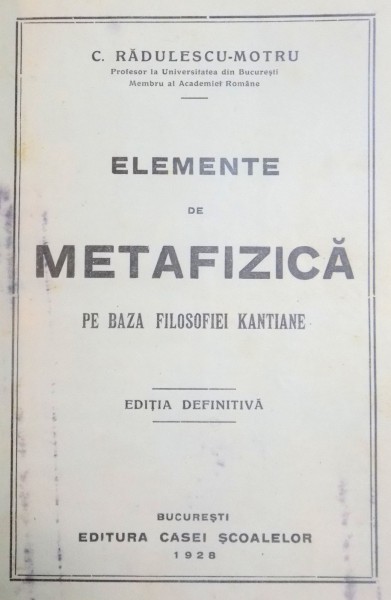 C. RĂDULESCU-MOTRU
Profesor la Universitatea din București
Membru al Academiei Române
ELEMENTE
DE
METAFIZICĂ
PE BAZA FILOSOFIEI KANTIANE
EDIȚIA DEFINITIVĂ
BUCUREȘTI
EDITURA CASEI ȘCOALELOR
1928